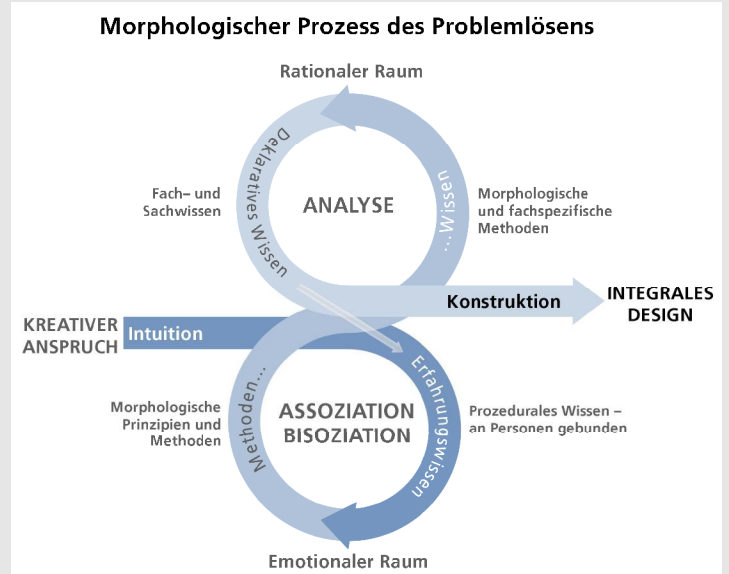 Morphologischer Prozess des Problemlösens
Rationaler Raum
Deklaratives Wissen
...Wissen
Fach– und
Sachwissen
ANALYSE
Morphologische
und fachspezifische
Methoden
Konstruktion
INTEGRALES
DESIGN
KREATIVER
ANSPRUCH
Intuition
Methoden...
Erfahrungswissen
Morphologische
Prinzipien und
Methoden
ASSOZIATION
BISOZIATION
Prozedurales Wissen –
an Personen gebunden
Emotionaler Raum